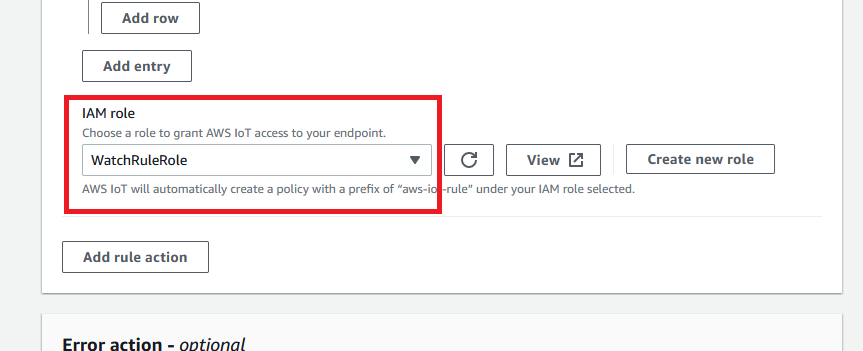 Add row
Add entry
IAM role
Choose a role to grant AWS IoT access to your endpoint.
WatchRuleRole
View
Create new role
AWS IoT will automatically create a policy with a prefix of “aws-iot-rule” under your IAM role selected.
Add rule action
Error action - optional